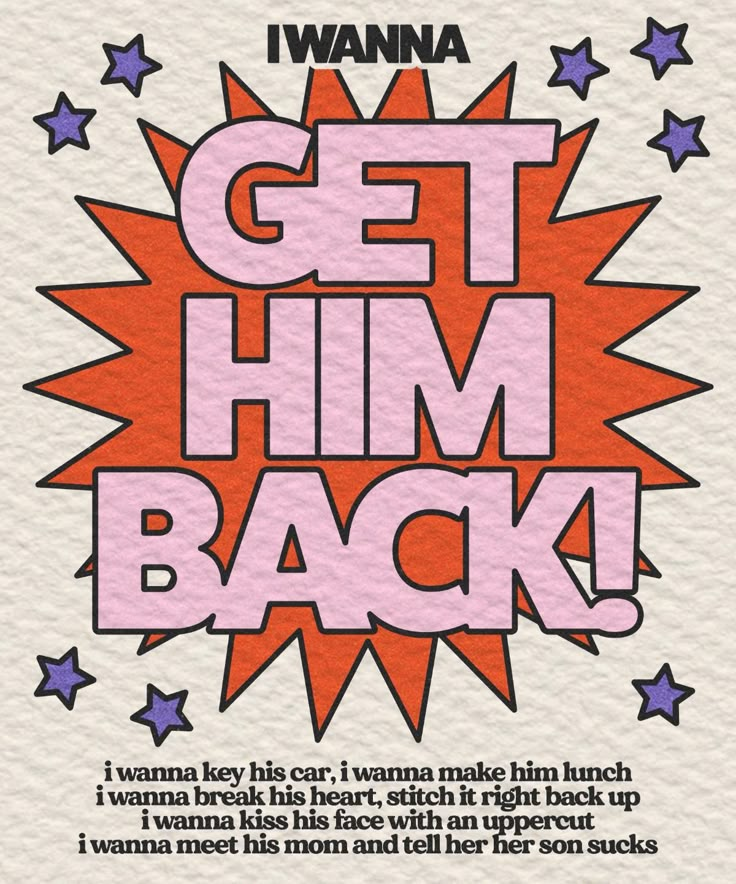 I WANNA
GET
HIM
BACK!
i wanna key his car, i wanna make him lunch
i wanna break his heart, stitch it right back up
i wanna kiss his face with an uppercut
i wanna meet his mom and tell her her son sucks